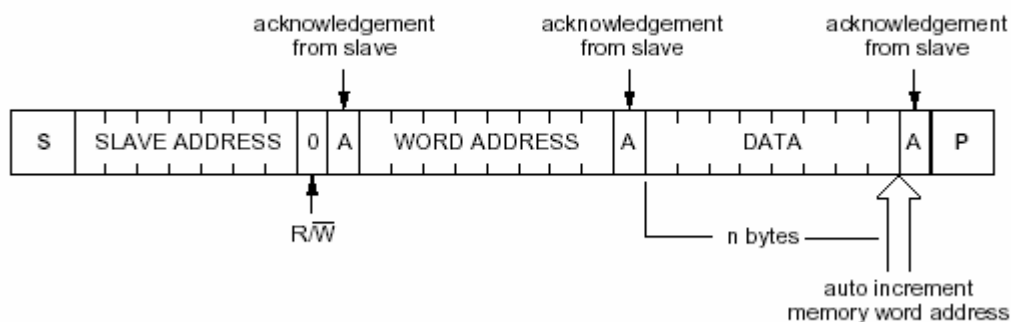 acknowledgement
from slave
acknowledgement
from slave
acknowledgement
from slave
S SLAVE ADDRESS 0 A WORD ADDRESS A DATA A P
R/W̅
n bytes
auto increment
memory word address